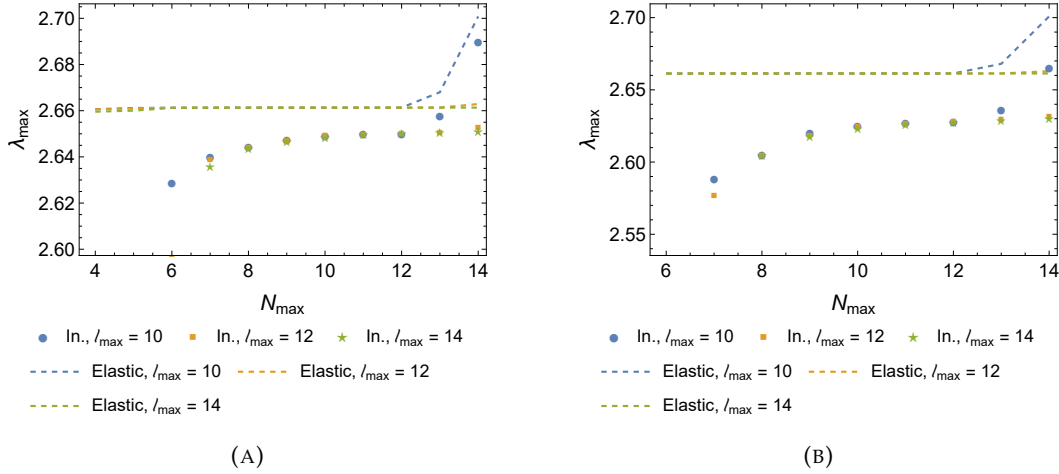 2.70
2.68
2.66
2.64
2.62
2.60
λmax
4 6 8 10 12 14
Nmax
In., lmax = 10 In., lmax = 12 In., lmax = 14
Elastic, lmax = 10 Elastic, lmax = 12
Elastic, lmax = 14
(A)
2.70
2.65
2.60
2.55
λmax
6 8 10 12 14
Nmax
In., lmax = 10 In., lmax = 12 In., lmax = 14
Elastic, lmax = 10 Elastic, lmax = 12
Elastic, lmax = 14
(B)